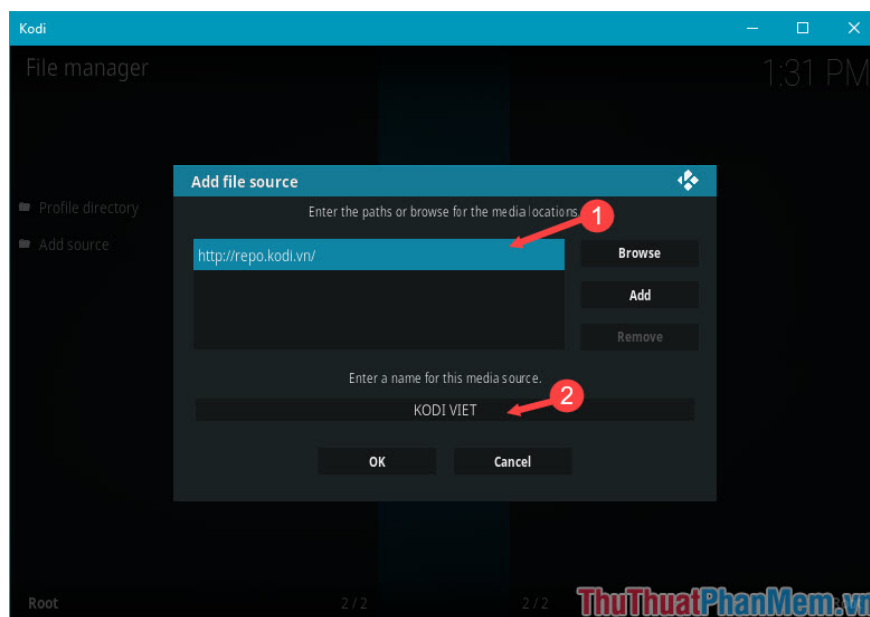 Kodi
File manager
1:31 PM
Add file source
Enter the paths or browse for the media locations
1
Profile directory
Add source
http://repo.kodi.vn/
Browse
Add
Remove
Enter a name for this media source.
2
KODI VIET
OK
Cancel
Root
2 / 2
2 / 2
ThuThuatPhanMem.vn